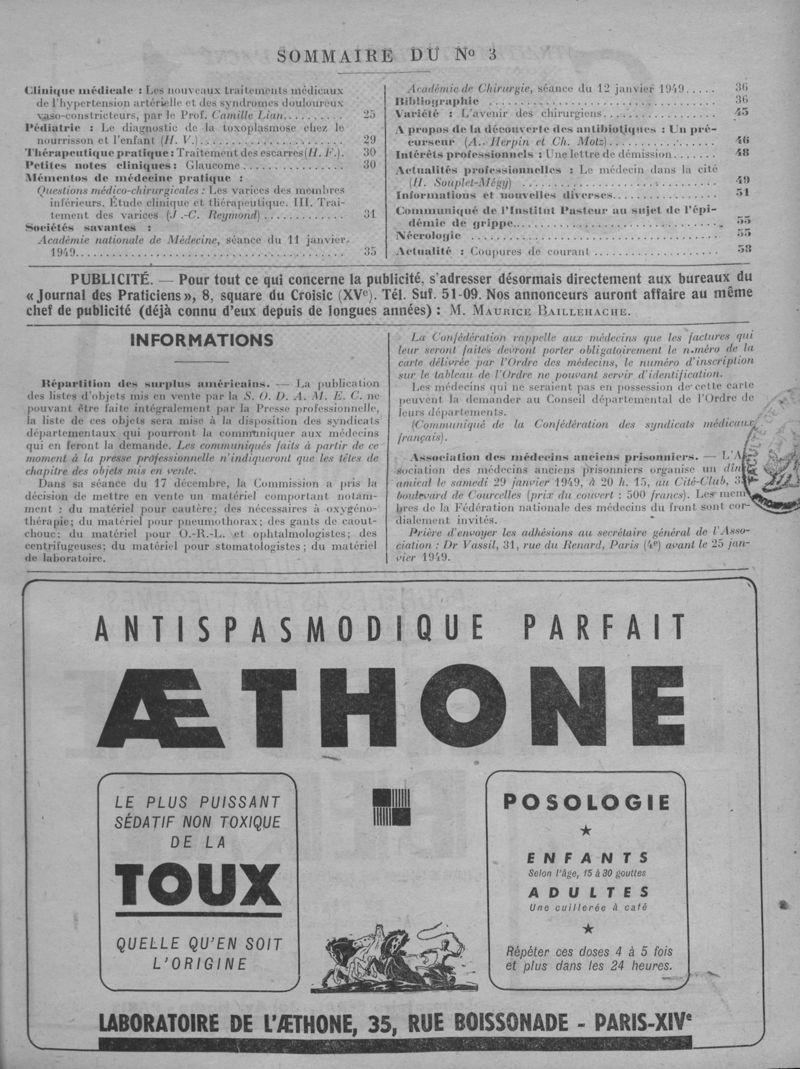 SOMMAIRE DU Nº 3
Clinique médicale : Les nouveaux traitements médicaux
de l'hypertension artérielle et des syndromes douloureux
vaso-constricteurs, par le Prof. Camille Lian.......... 25
Pédiatrie : Le diagnostic de la toxoplasmose chez le
nourrisson et l'enfant (H. V.)........................ 29
Thérapeutique pratique: Traitement des escarres (H. F.). 30
Petites notes cliniques : Glaucome .................... 30
Mémentos de médecine pratique :
Questions médico-chirurgicales : Les varices des membres
inférieurs. Étude clinique et thérapeutique. III. Trai-
tement des varices (J.-C. Reymond) ............ 31
Sociétés savantes :
Académie nationale de Médecine, séance du 11 janvier
1949................................................ 35
Académie de Chirurgie, séance du 12 janvier 1949..... 36
Bibliographie .................................... 36
Variété : L'avenir des chirurgiens................... 45
A propos de la découverte des antibiotiques : Un pré-
curseur (A. Herpin et Ch. Motz).................. 46
Intérêts professionnels : Une lettre de démission....... 48
Actualités professionnelles : Le médecin dans la cité
(H. Souplet-Mégy) ............................ 49
Informations et nouvelles diverses................ 51
Communiqué de l'Institut Pasteur au sujet de l'épi-
démie de grippe................................ 55
Nécrologie ...................................... 55
Actualité : Coupures de courant ................... 58
PUBLICITÉ. — Pour tout ce qui concerne la publicité, s'adresser désormais directement aux bureaux du
« Journal des Praticiens », 8, square du Croisic (XVe). Tél. Suf. 51-09. Nos annonceurs auront affaire au même
chef de publicité (déjà connu d'eux depuis de longues années) : M. MAURICE BAILLEHACHE.
INFORMATIONS
Répartition des surplus américains. — La publication
des listes d'objets mis en vente par la S. O. D. A. M. E. C. ne
pouvant être faite intégralement par la Presse professionnelle,
la liste de ces objets sera mise à la disposition des syndicats
départementaux qui pourront la communiquer aux médecins
qui en feront la demande. Les communiqués faits à partir de ce
moment à la presse professionnelle n'indiqueront que les têtes de
chapitre des objets mis en vente.
Dans sa séance du 17 décembre, la Commission a pris la
décision de mettre en vente un matériel comportant notam-
ment : du matériel pour cautère; des nécessaires à oxygéno-
thérapie; du matériel pour pneumothorax; des gants de caout-
chouc; du matériel pour O.-R.-L. et ophtalmologistes; des
centrifugeuses; du matériel pour stomatologistes; du matériel
de laboratoire.
La Confédération rappelle aux médecins que les factures qui
leur seront faites devront porter obligatoirement le numéro de la
carte délivrée par l'Ordre des médecins, le numéro d'inscription
sur le tableau de l'Ordre ne pouvant servir d'identification.
Les médecins qui ne seraient pas en possession de cette carte
peuvent la demander au Conseil départemental de l'Ordre de
leurs départements.
(Communiqué de la Confédération des syndicats médicaux
français).
Association des médecins anciens prisonniers. — L'As-
sociation des médecins anciens prisonniers organise un dîner
amical le samedi 29 janvier 1949, à 20 h. 15, au Cité-Club,
boulevard de Courcelles (prix du couvert : 500 francs). Les mem-
bres de la Fédération nationale des médecins du front sont cor-
dialement invités.
Prière d'envoyer les adhésions au secrétaire général de l'Asso-
ciation : Dr Vassil, 31, rue du Renard, Paris (4e) avant le 25 jan-
vier 1949.
ANTISPASMODIQUE PARFAIT
ÆTHONE
LE PLUS PUISSANT
SÉDATIF NON TOXIQUE
DE LA
TOUX
QUELLE QU'EN SOIT
L'ORIGINE
POSOLOGIE
★
ENFANTS
Selon l'âge, 15 à 30 gouttes
ADULTES
Une cuillerée à café
★
Répéter ces doses 4 à 5 fois
et plus dans les 24 heures.
LABORATOIRE DE L'ÆTHONE, 35, RUE BOISSONADE - PARIS-XIVe